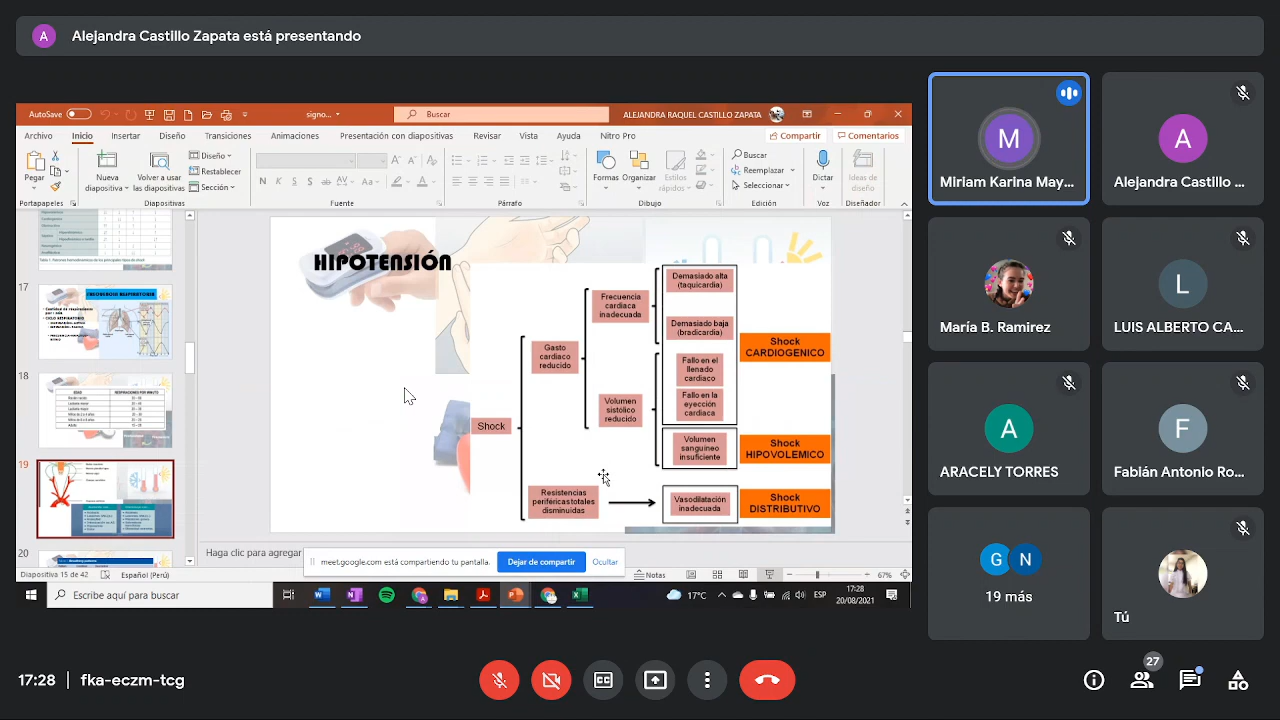 Alejandra Castillo Zapata está presentando
AutoSave
signo...
Buscar
ALEJANDRA RAQUEL CASTILLO ZAPATA
Archivo Inicio Insertar Diseño Transiciones Animaciones Presentación con diapositivas Revisar Vista Ayuda Nitro Pro Compartir Comentarios
Pegar
Nueva diapositiva
Volver a usar las diapositivas
Diseño
Restablecer
Sección
Formas
Organizar
Estilos rápidos
Buscar
Reemplazar
Seleccionar
Dictar
Ideas de diseño
Portapapeles Diapositivas Fuente Párrafo Dibujo Edición Voz Diseñador
17
FRECUENCIA RESPIRATORIA
18
EDAD RESPIRACIONES POR MINUTO
19
20
HIPOTENSIÓN
Shock
Gasto
cardiaco
reducido
Resistencias
periféricas totales
disminuidas
Frecuencia
cardiaca
inadecuada
Volumen
sistólico
reducido
Demasiado alta
(taquicardia)
Demasiado baja
(bradicardia)
Fallo en el
llenado
cardiaco
Fallo en la
eyección
cardiaca
Volumen
sanguíneo
insuficiente
Vasodilatación
inadecuada
Shock
CARDIOGENICO
Shock
HIPOVOLEMICO
Shock
DISTRIBUTIVO
Haga clic para agregar
meet.google.com está compartiendo tu pantalla.
Dejar de compartir
Ocultar
Diapositiva 15 de 42
Español (Perú)
Notas
67%
Escribe aquí para buscar
17°C
ESP
17:28
20/08/2021
M
Miriam Karina May...
A
Alejandra Castillo ...
María B. Ramirez
L
LUIS ALBERTO CA...
A
ARACELY TORRES
F
Fabián Antonio Ro...
G N
19 más
Tú
17:28 | fka-eczm-tcg
27